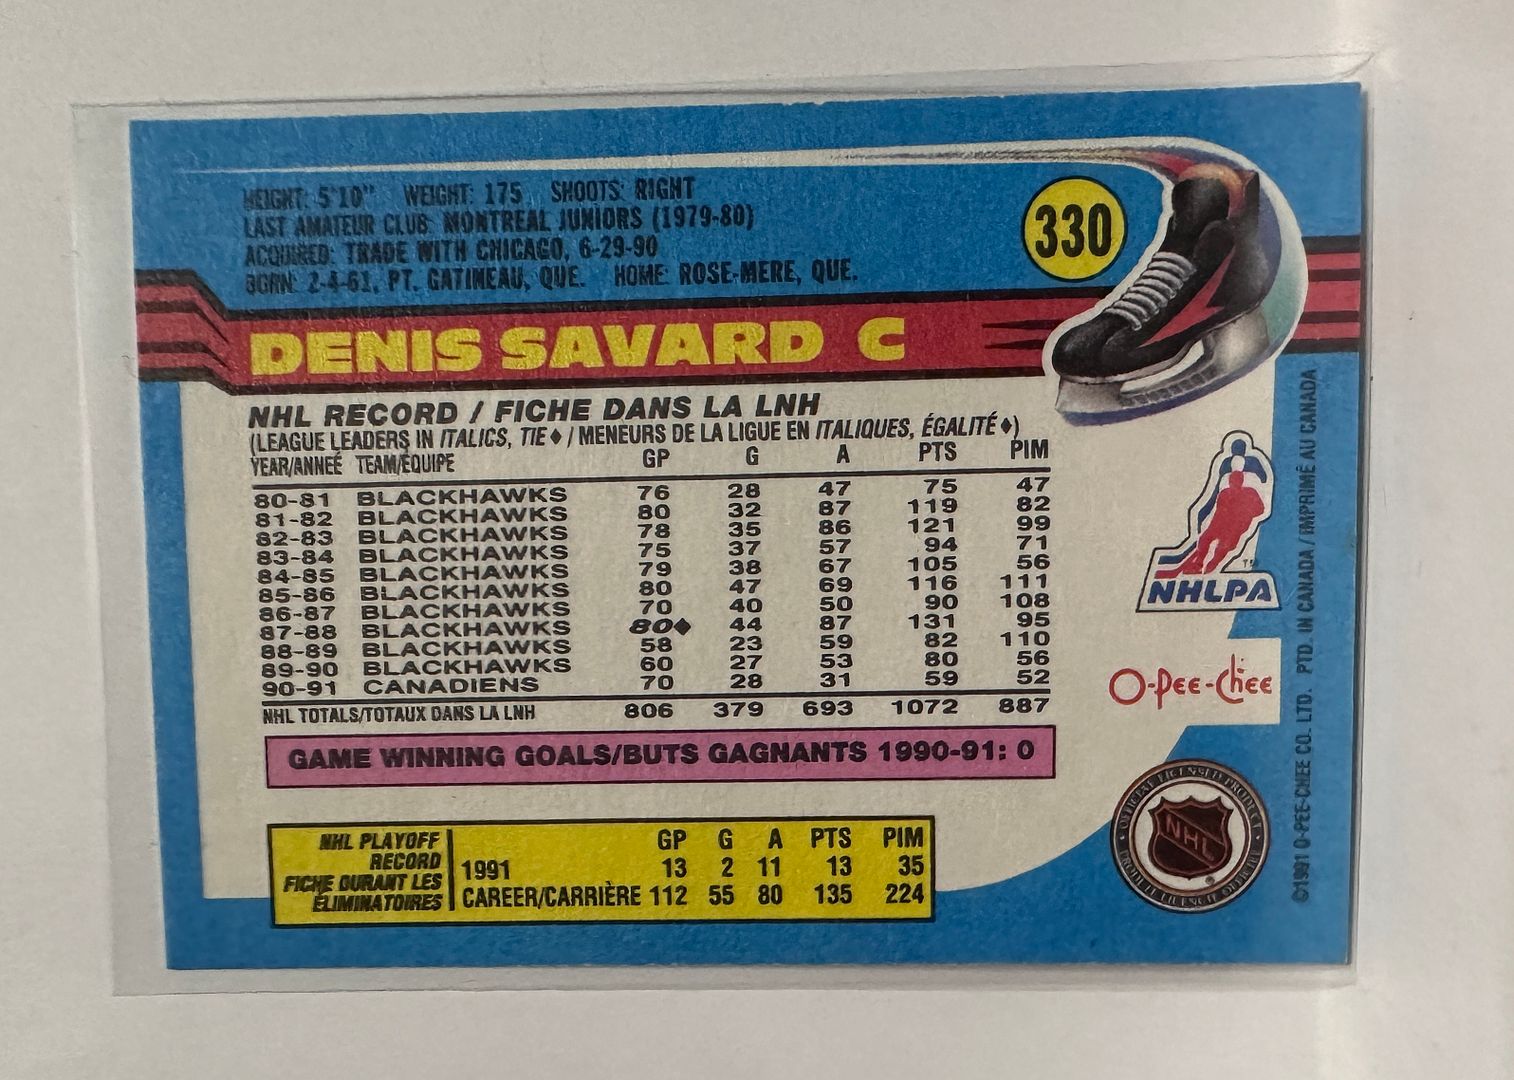 HEIGHT: 5'10" WEIGHT: 175 SHOOTS: RIGHT
LAST AMATEUR CLUB: MONTREAL JUNIORS (1979-80)
ACQUIRED: TRADE WITH CHICAGO, 6-29-90
BORN: 2-4-61, PT. GATINEAU, QUE. HOME: ROSE-MERE, QUE.
330
DENIS SAVARD C
NHL RECORD / FICHE DANS LA LNH
(LEAGUE LEADERS IN ITALICS, TIE♦ / MENEURS DE LA LIGUE EN ITALIQUES, ÉGALITÉ♦)
YEAR/ANNEÉ TEAM/ÉQUIPE GP G A PTS PIM
80-81 BLACKHAWKS 76 28 47 75 47
81-82 BLACKHAWKS 80 32 87 119 82
82-83 BLACKHAWKS 78 35 86 121 99
83-84 BLACKHAWKS 75 37 57 94 71
84-85 BLACKHAWKS 79 38 67 105 56
85-86 BLACKHAWKS 80 47 69 116 111
86-87 BLACKHAWKS 70 40 50 90 108
87-88 BLACKHAWKS 80♦ 44 87 131 95
88-89 BLACKHAWKS 58 23 59 82 110
89-90 BLACKHAWKS 60 27 53 80 56
90-91 CANADIENS 70 28 31 59 52
NHL TOTALS/TOTAUX DANS LA LNH 806 379 693 1072 887
GAME WINNING GOALS/BUTS GAGNANTS 1990-91: 0
NHL PLAYOFF
RECORD
FICHE DURANT LES
ÉLIMINATOIRES
GP G A PTS PIM
1991 13 2 11 13 35
CAREER/CARRIÈRE 112 55 80 135 224
TM
NHLPA
O-Pee-Chee
OFFICIAL LICENSED PRODUCT
NHL
®
PRODUIT LICENCIÉ OFFICIEL
©1991 O-PEE-CHEE CO. LTD. PTD. IN CANADA / IMPRIMÉ AU CANADA